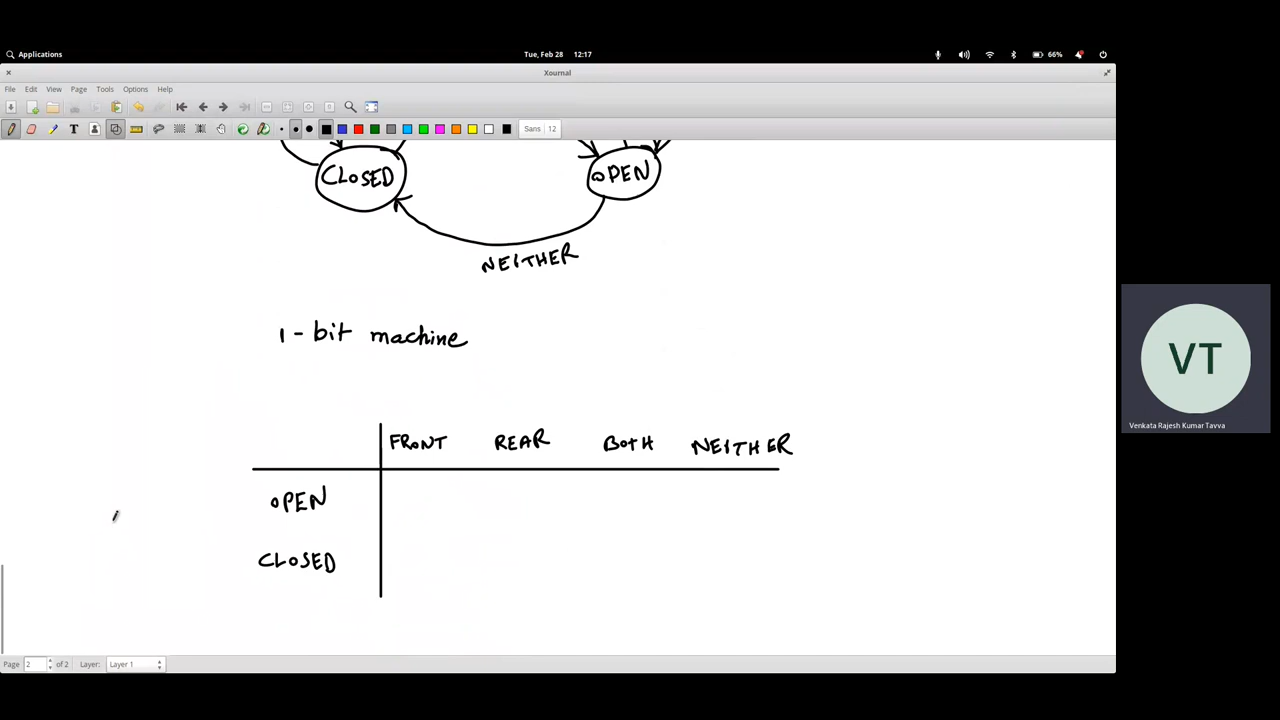 Applications
Tue, Feb 28 12:17
66%
Xournal
File Edit View Page Tools Options Help
Sans 12
CLOSED
OPEN
NEITHER
1-bit machine
FRONT REAR BOTH NEITHER
OPEN
CLOSED
VT
Venkata Rajesh Kumar Tavva
Page 2 of 2 Layer: Layer 1